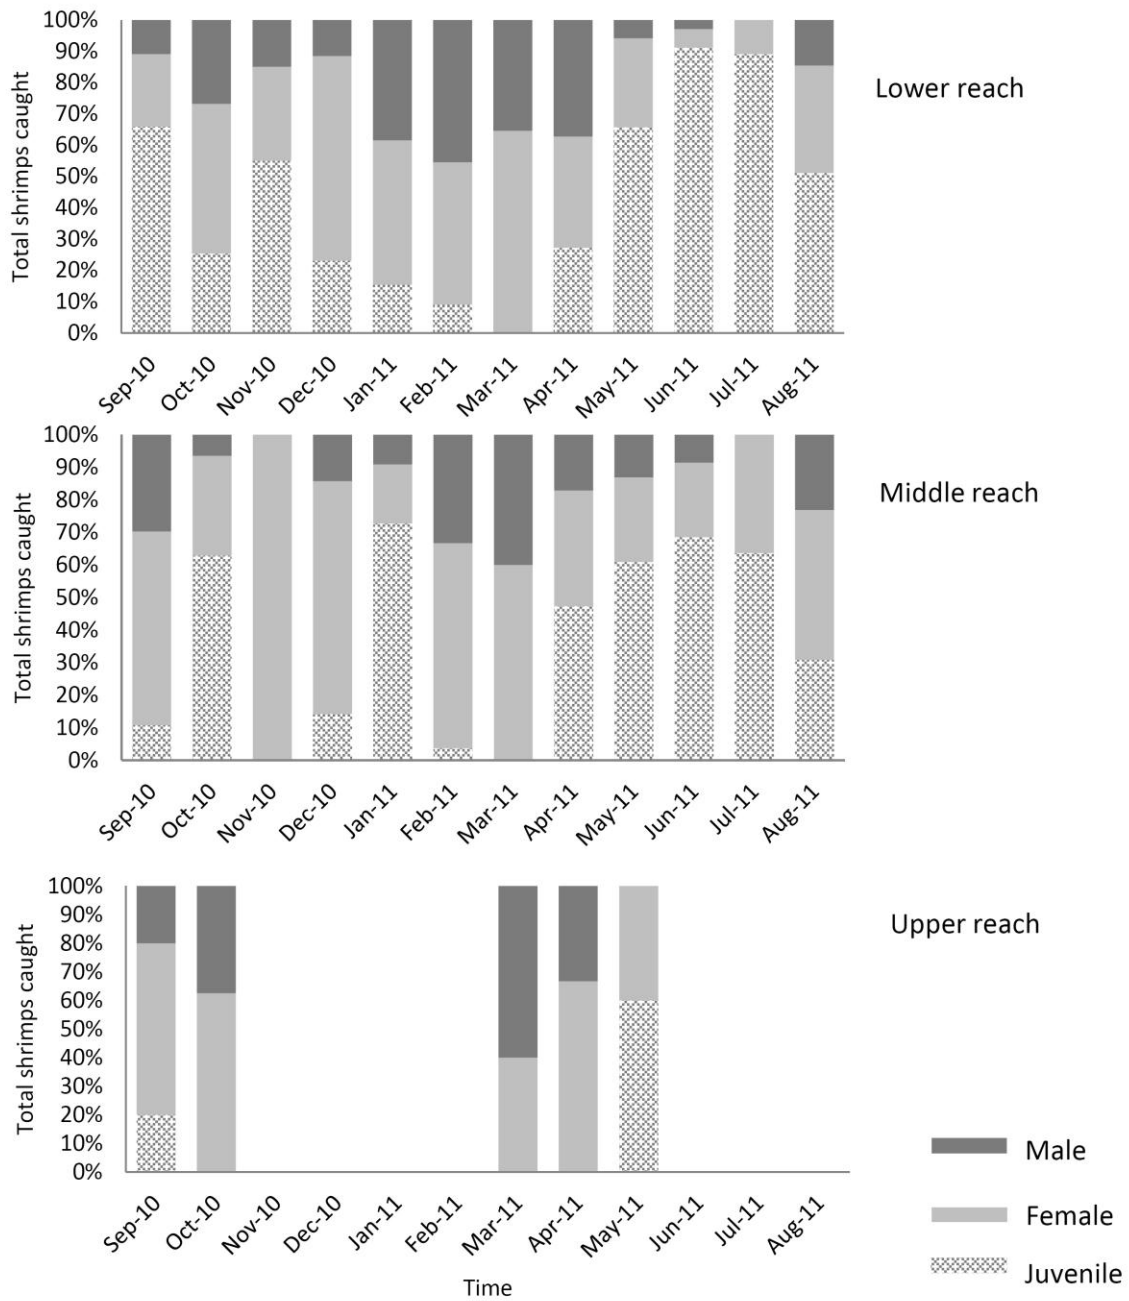 100%
90%
80%
70%
60%
50%
40%
30%
20%
10%
0%
Total shrimps caught
Lower reach
Sep-10 Oct-10 Nov-10 Dec-10 Jan-11 Feb-11 Mar-11 Apr-11 May-11 Jun-11 Jul-11 Aug-11
100%
90%
80%
70%
60%
50%
40%
30%
20%
10%
0%
Total shrimps caught
Middle reach
Sep-10 Oct-10 Nov-10 Dec-10 Jan-11 Feb-11 Mar-11 Apr-11 May-11 Jun-11 Jul-11 Aug-11
100%
90%
80%
70%
60%
50%
40%
30%
20%
10%
0%
Total shrimps caught
Upper reach
Sep-10 Oct-10 Nov-10 Dec-10 Jan-11 Feb-11 Mar-11 Apr-11 May-11 Jun-11 Jul-11 Aug-11
Time
Male
Female
Juvenile